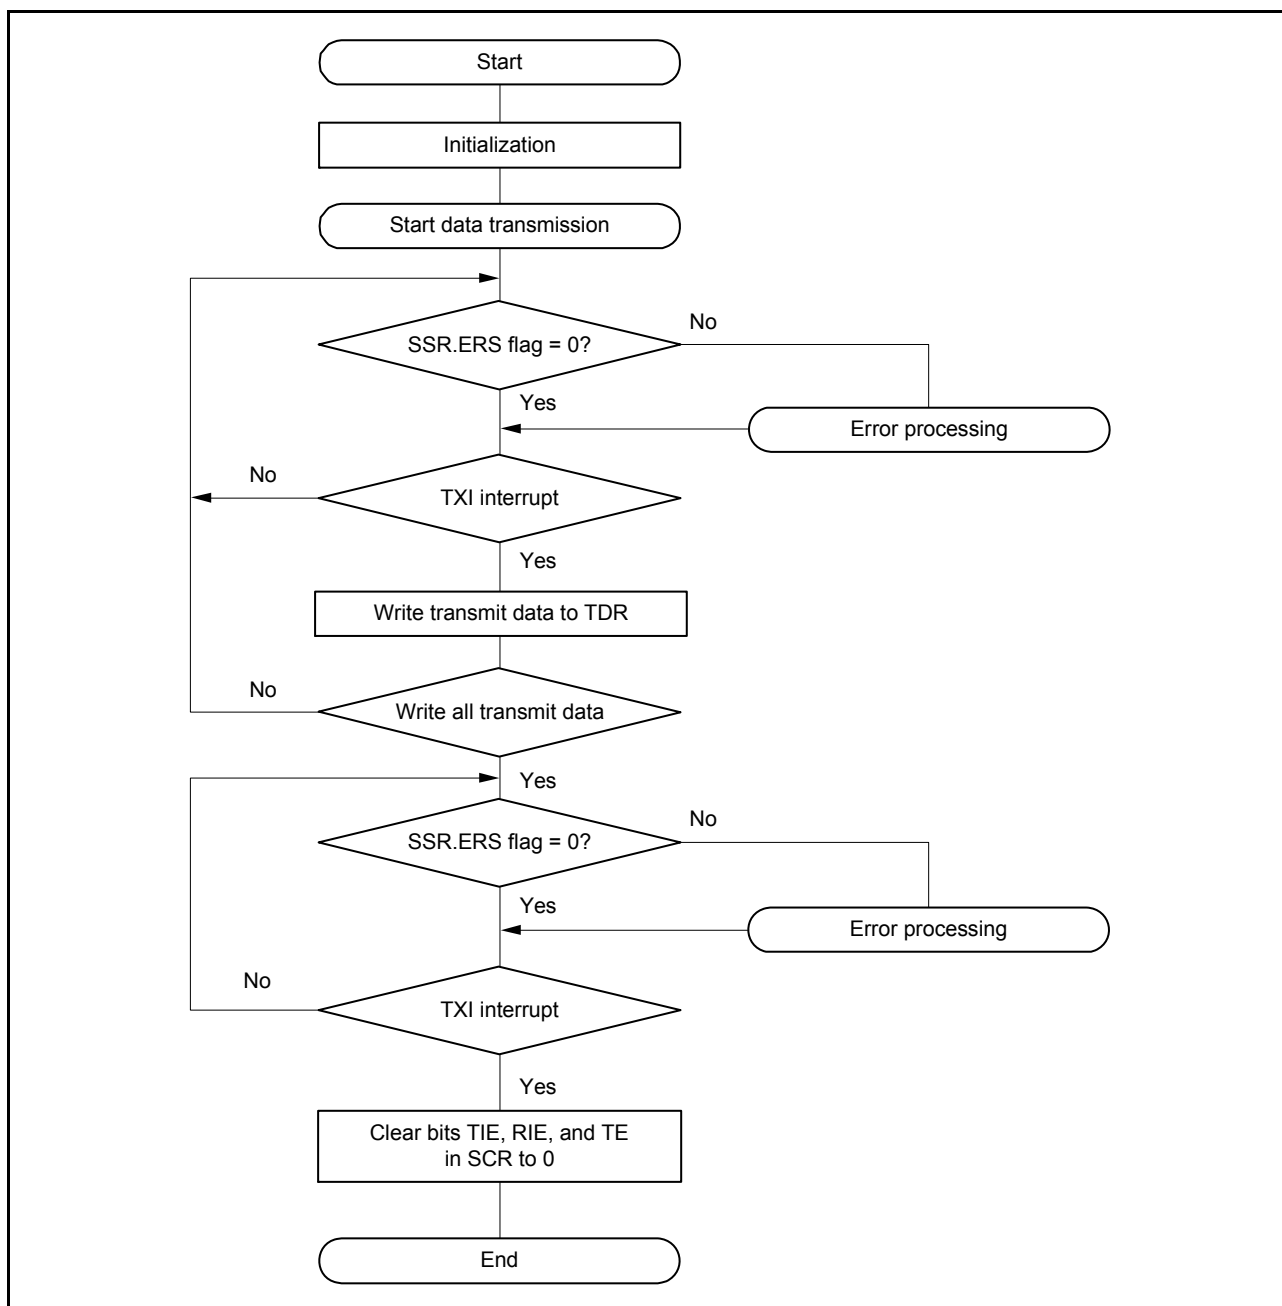 Start
Initialization
Start data transmission
SSR.ERS flag = 0?
No
Yes
Error processing
No
TXI interrupt
Yes
Write transmit data to TDR
No
Write all transmit data
Yes
SSR.ERS flag = 0?
No
Yes
Error processing
No
TXI interrupt
Yes
Clear bits TIE, RIE, and TE
in SCR to 0
End